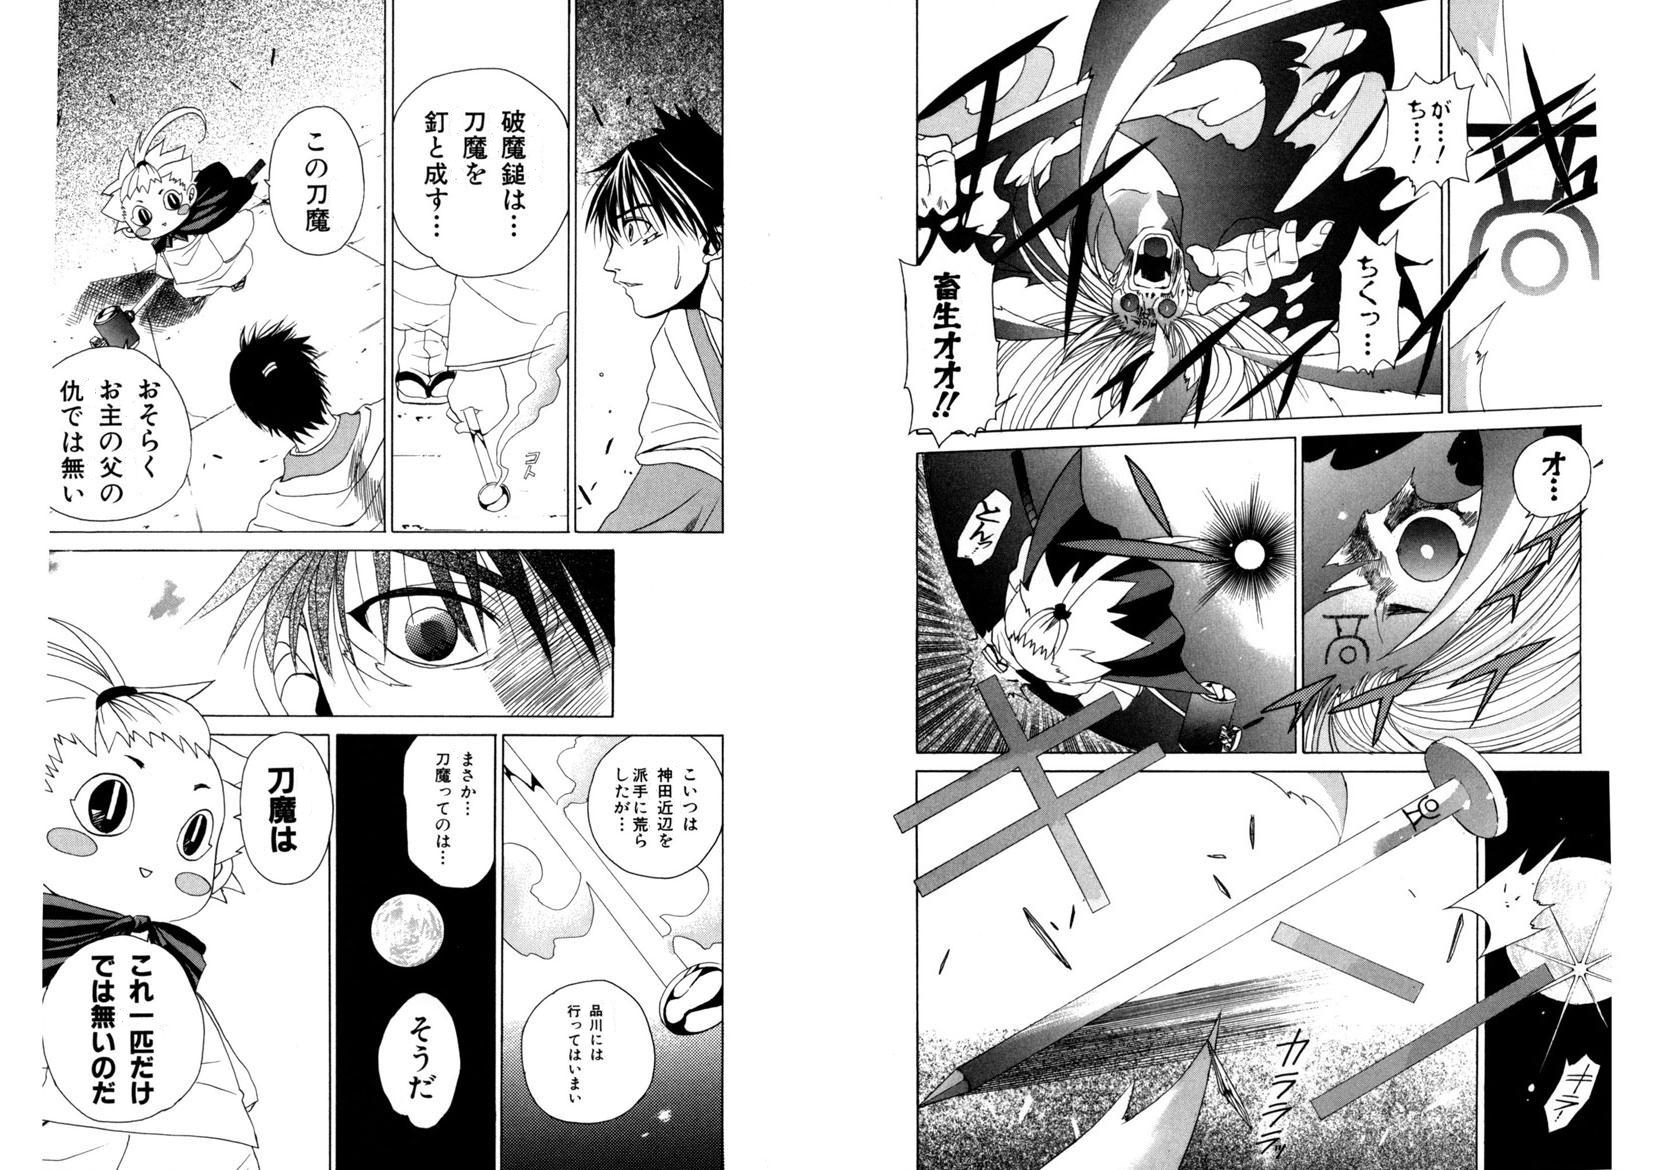 が…！
ち…！
ちくっ…
畜生オオ!!
オ…
どんっ
キラ
カラララッ
破魔鎚は…
刀魔を
釘と成す…
コト
この刀魔
おそらく
お主の父の
仇では無い
こいつは
神田近辺を
派手に荒ら
したが…
品川には
行ってはいまい
まさか…
刀魔ってのは…
そうだ
刀魔は
これ一匹だけ
では無いのだ